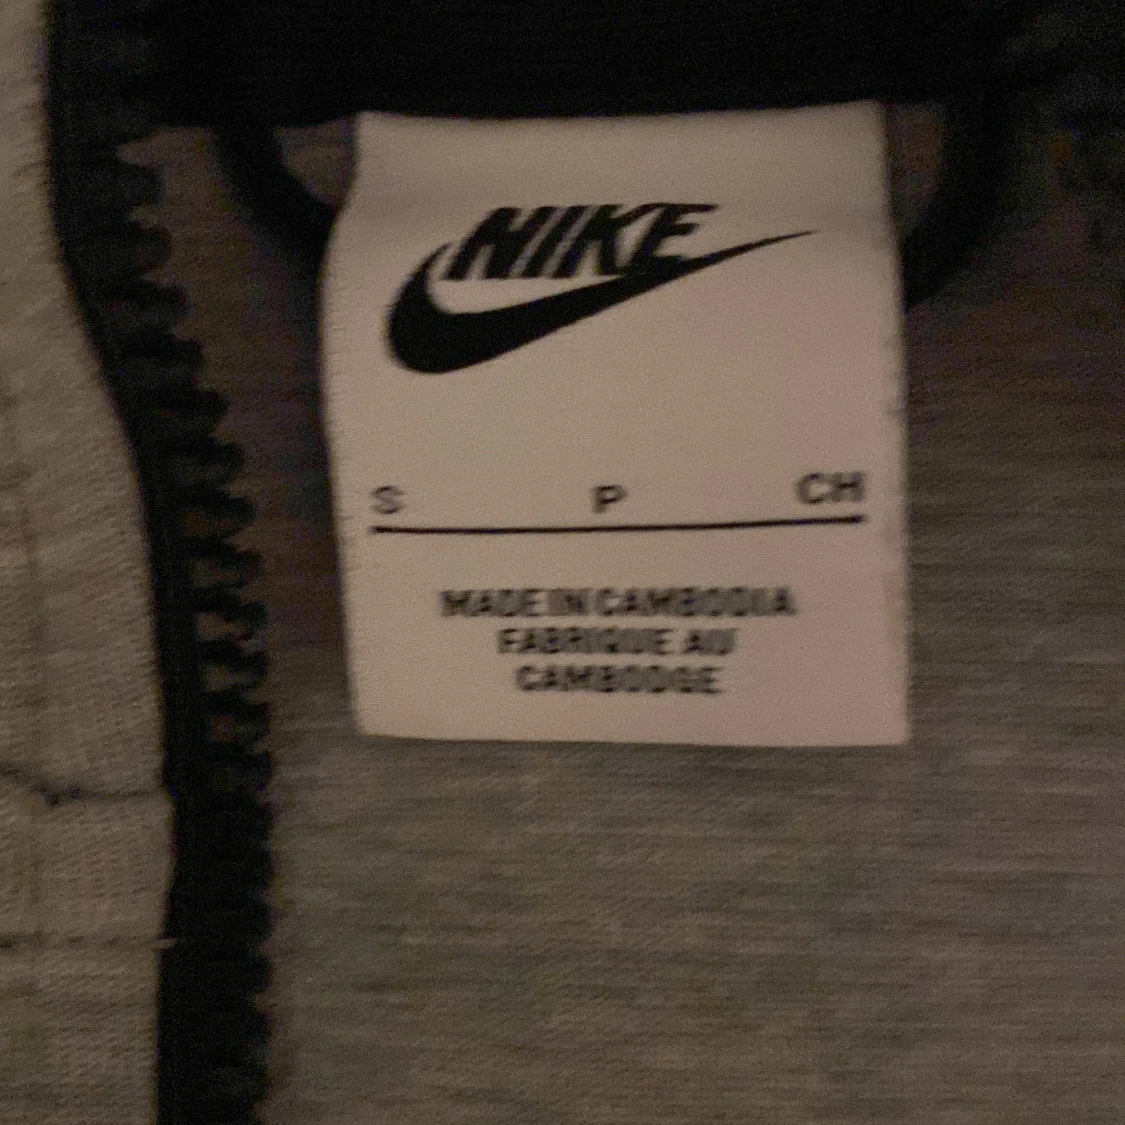 NIKE
S P CH
MADE IN CAMBODIA
FABRIQUE AU
CAMBODGE